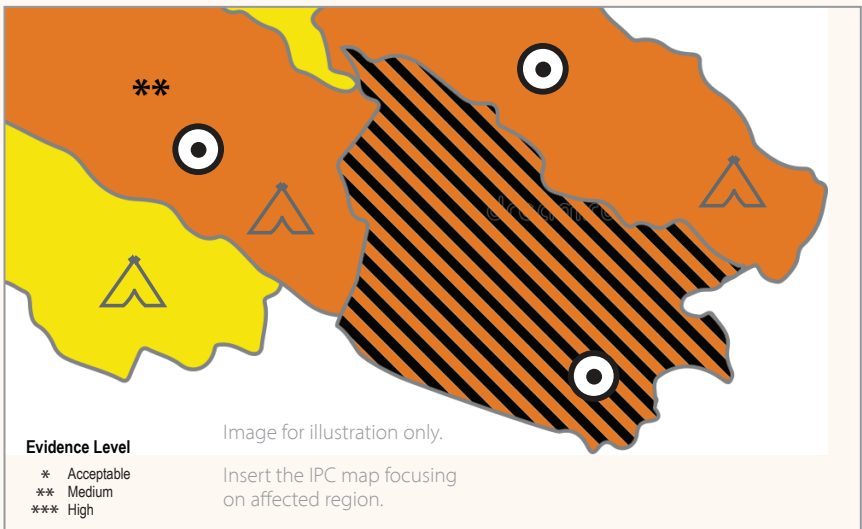 **
Image for illustration only.
Insert the IPC map focusing
on affected region.
Evidence Level
* Acceptable
** Medium
*** High